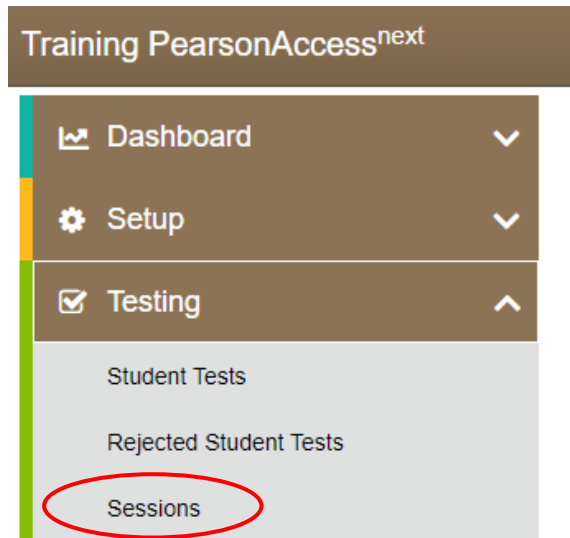 Training PearsonAccessnext
Dashboard
Setup
Testing
Student Tests
Rejected Student Tests
Sessions